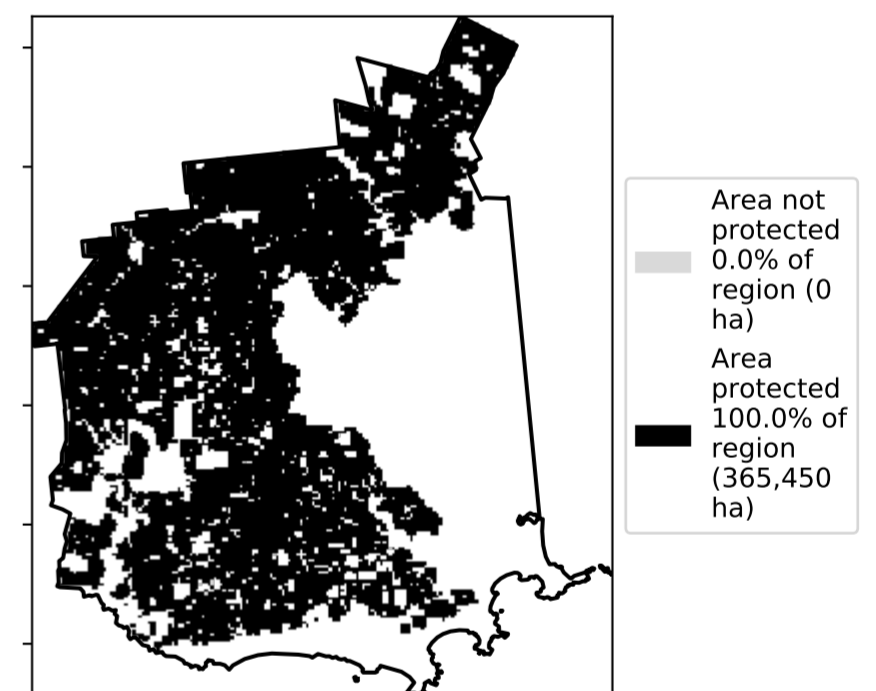 Area not
protected
0.0% of
region (0
ha)
Area
protected
100.0% of
region
(365,450
ha)